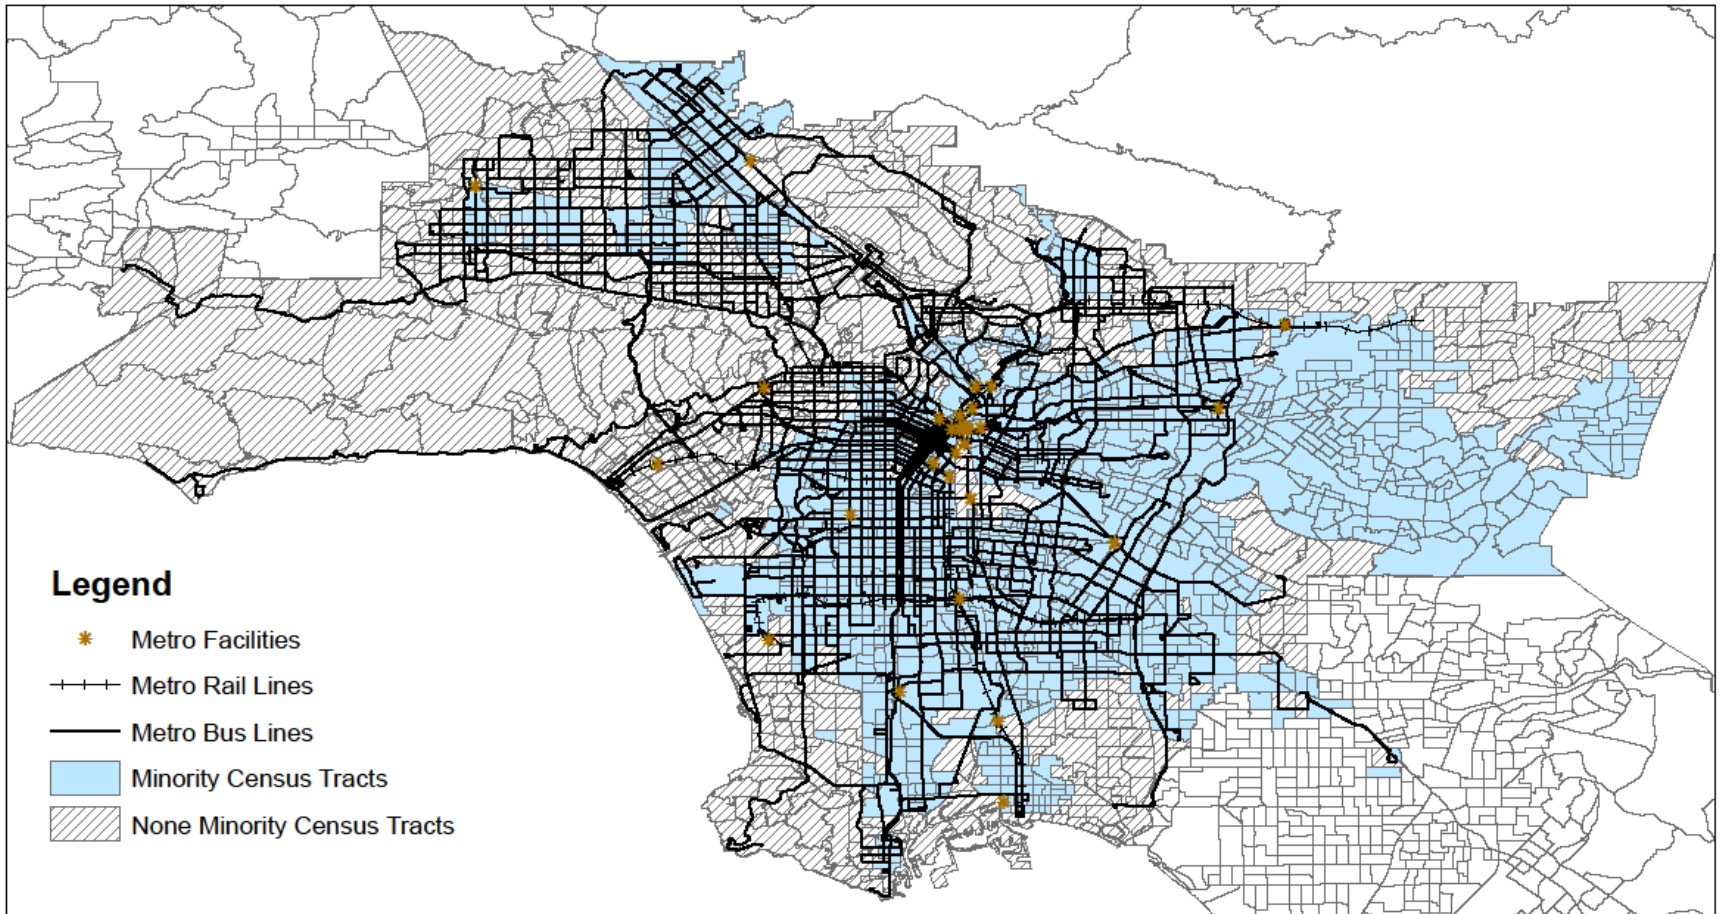 Legend
Metro Facilities
Metro Rail Lines
Metro Bus Lines
Minority Census Tracts
None Minority Census Tracts